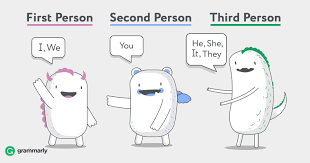 First Person
Second Person
Third Person
I, We
You
He, She,
It, They
grammarly